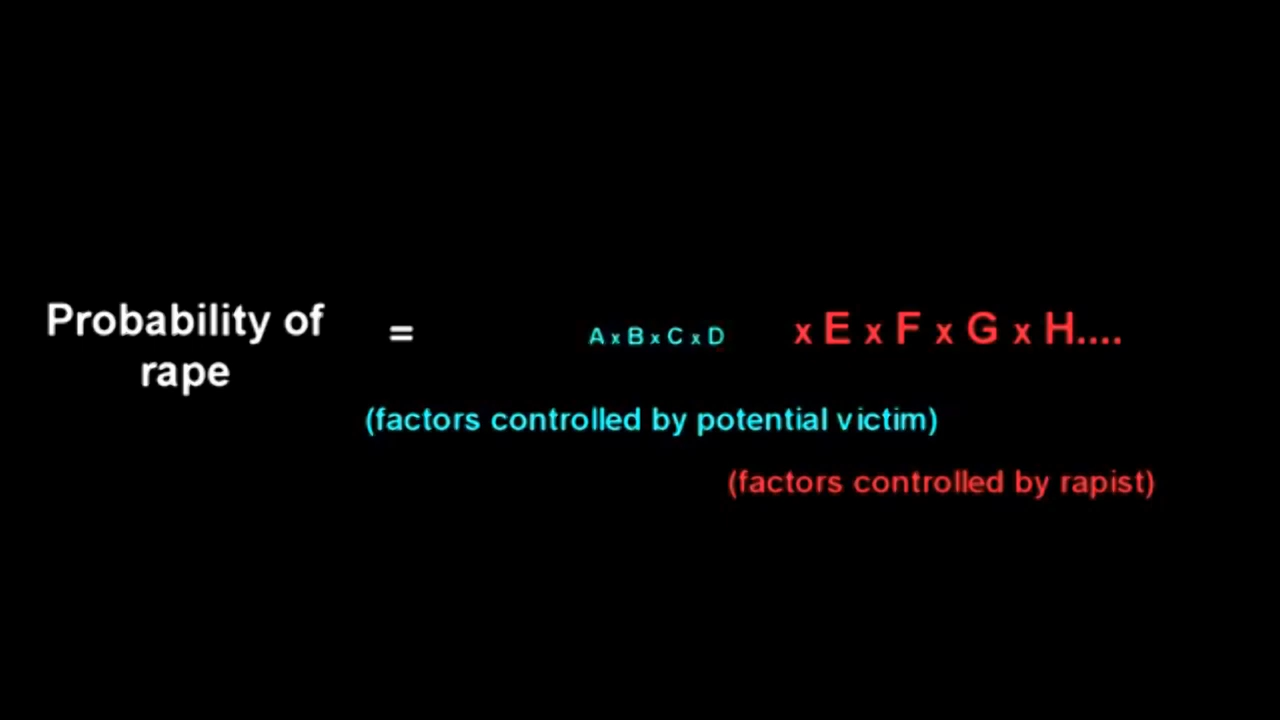 Probability of
rape
=
A x B x C x D
x E x F x G x H....
(factors controlled by potential victim)
(factors controlled by rapist)